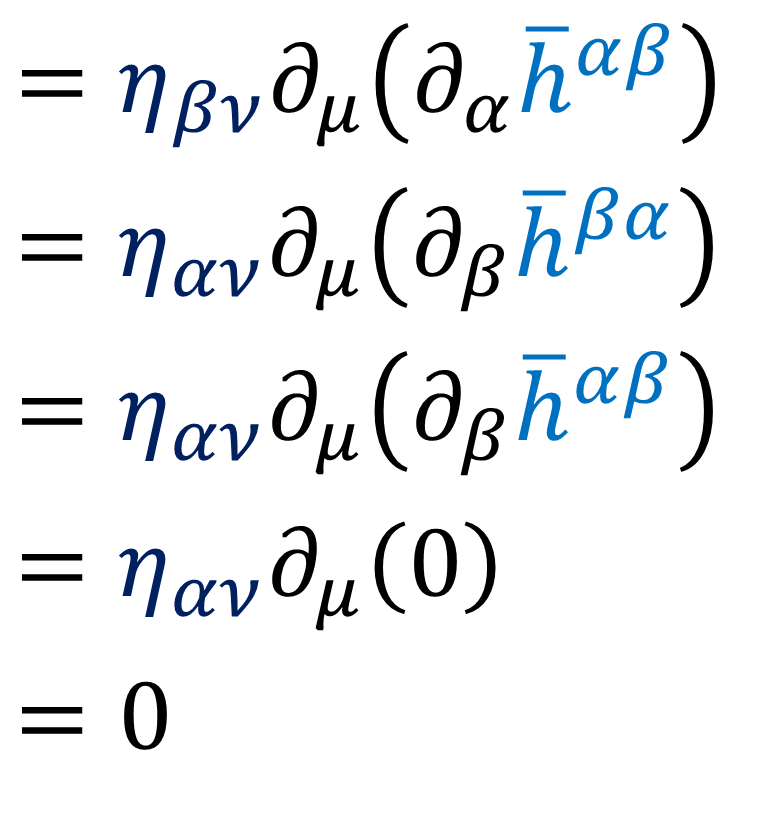 = η_{βν}∂_μ(∂_α h̅^{αβ})
= η_{αν}∂_μ(∂_β h̅^{βα})
= η_{αν}∂_μ(∂_β h̅^{αβ})
= η_{αν}∂_μ(0)
= 0